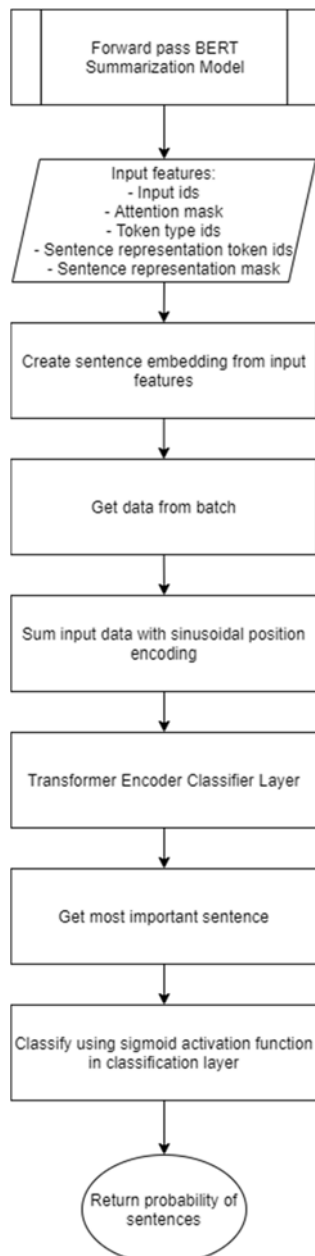 Forward pass BERT
Summarization Model
Input features:
- Input ids
- Attention mask
- Token type ids
- Sentence representation token ids
- Sentence representation mask
Create sentence embedding from input
features
Get data from batch
Sum input data with sinusoidal position
encoding
Transformer Encoder Classifier Layer
Get most important sentence
Classify using sigmoid activation function
in classification layer
Return probability of
sentences